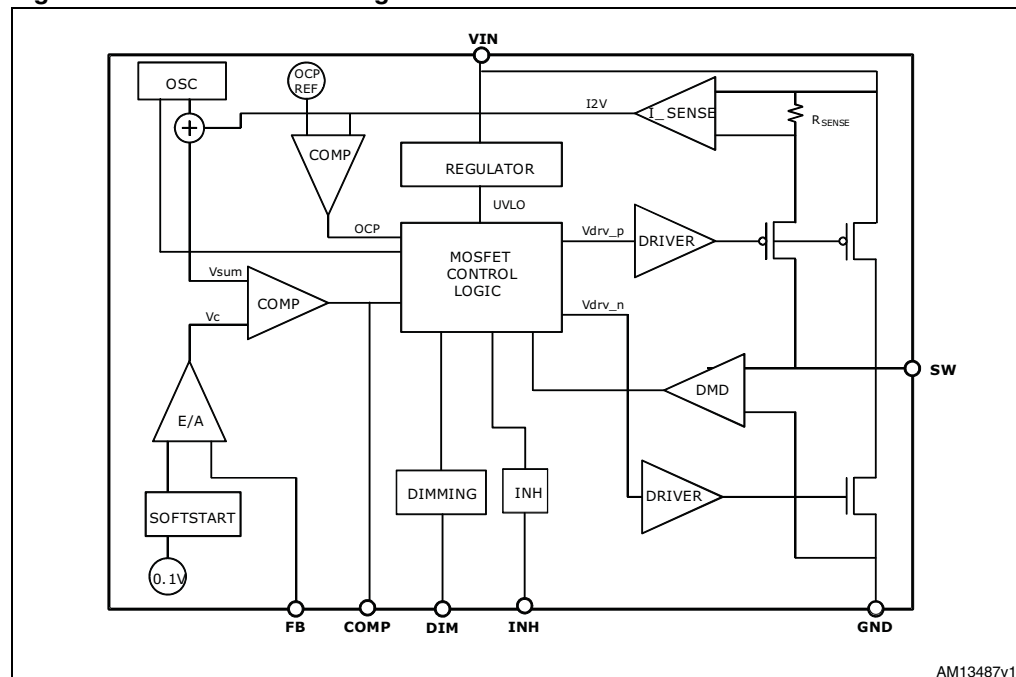 VIN
OSC
OCP
REF
I2V
I_SENSE
RSENSE
COMP
REGULATOR
UVLO
OCP
MOSFET
CONTROL
LOGIC
Vdrv_p
DRIVER
Vsum
COMP
Vdrv_n
Vc
SW
DMD
E/A
DIMMING
INH
DRIVER
SOFTSTART
0.1V
FB
COMP
DIM
INH
GND
AM13487v1